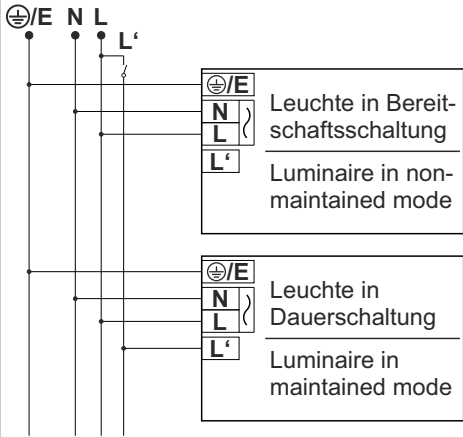 ⏚/E N L
L‘
⏚/E
N
L
L‘
Leuchte in Bereit-
schaftsschaltung
Luminaire in non-
maintained mode
⏚/E
N
L
L‘
Leuchte in
Dauerschaltung
Luminaire in
maintained mode